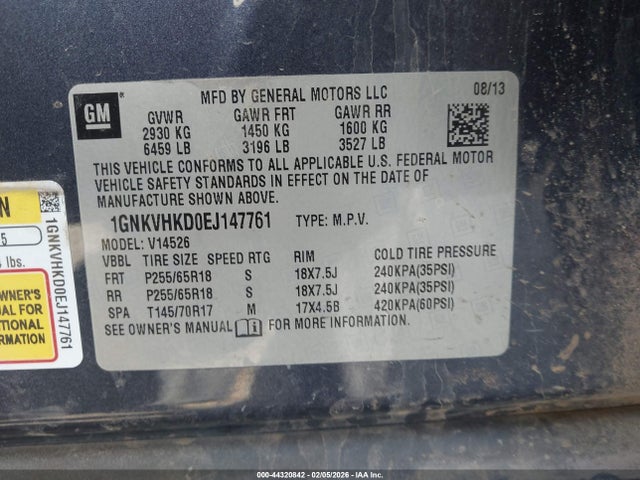 MFD BY GENERAL MOTORS LLC 08/13
GM
®
GVWR GAWR FRT GAWR RR
2930 KG 1450 KG 1600 KG
6459 LB 3196 LB 3527 LB
THIS VEHICLE CONFORMS TO ALL APPLICABLE U.S. FEDERAL MOTOR
VEHICLE SAFETY STANDARDS IN EFFECT ON THE DATE OF
MANUFACTURE SHOWN ABOVE.
1GNKVHKD0EJ147761 TYPE: M.P.V.
MODEL: V14526
VBBL TIRE SIZE SPEED RTG RIM COLD TIRE PRESSURE
FRT P255/65R18 S 18X7.5J 240KPA(35PSI)
RR P255/65R18 S 18X7.5J 240KPA(35PSI)
SPA T145/70R17 M 17X4.5B 420KPA(60PSI)
SEE OWNER'S MANUAL i FOR MORE INFORMATION.
N
5
lbs.
WNER'S
AL FOR
TIONAL
MATION
1GNKVHKD0EJ147761
000-44320842 - 02/05/2026 - IAA Inc.